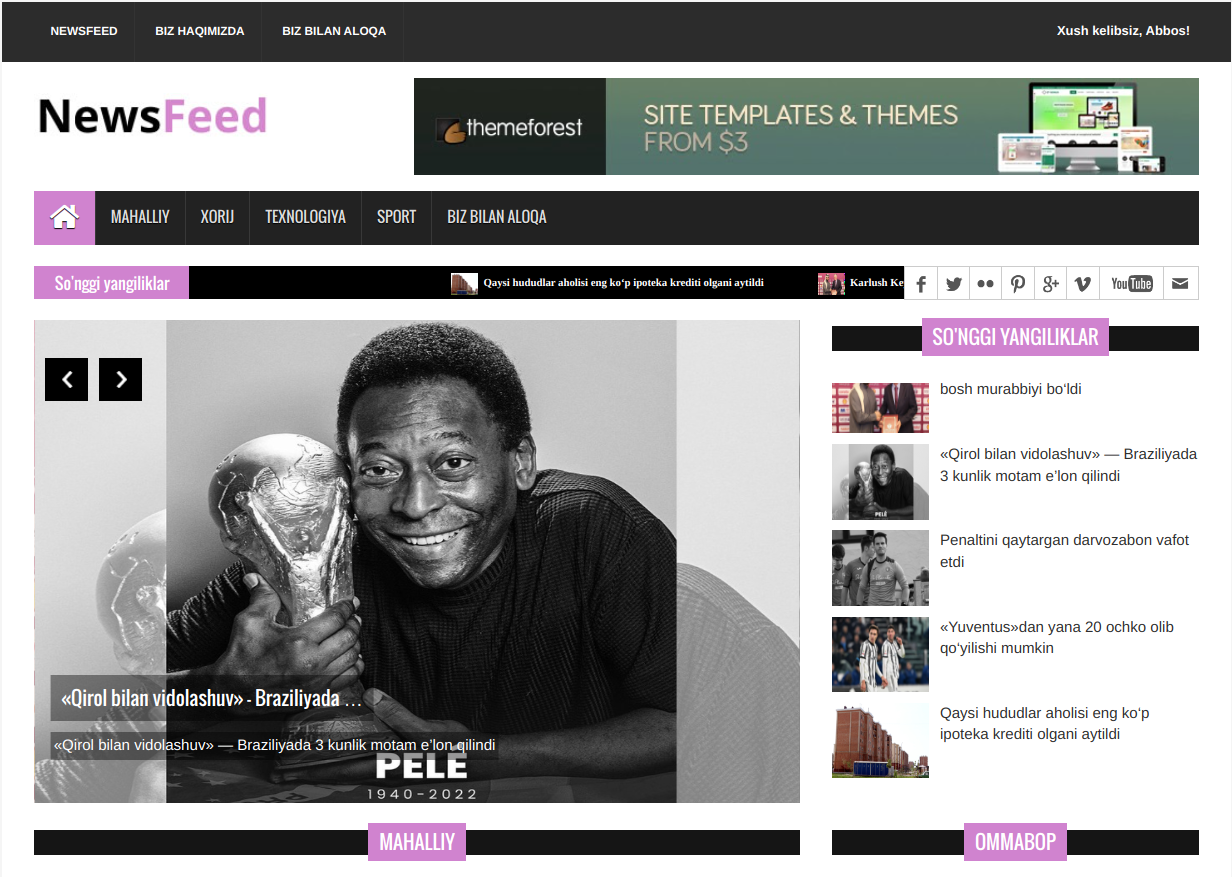 NEWSFEED BIZ HAQIMIZDA BIZ BILAN ALOQA Xush kelibsiz, Abbos!
NewsFeed
themeforest
SITE TEMPLATES & THEMES
FROM $3
MAHALLIY XORIJ TEXNOLOGIYA SPORT BIZ BILAN ALOQA
So'nggi yangiliklar Qaysi hududlar aholisi eng ko‘p ipoteka krediti olgani aytildi Karlush Ke You Tube
SO'NGGI YANGILIKLAR
bosh murabbiyi bo‘ldi
«Qirol bilan vidolashuv» — Braziliyada
3 kunlik motam e’lon qilindi
Penaltini qaytargan darvozabon vafot
etdi
«Yuventus»dan yana 20 ochko olib
qo‘yilishi mumkin
Qaysi hududlar aholisi eng ko‘p
ipoteka krediti olgani aytildi
«Qirol bilan vidolashuv» - Braziliyada …
«Qirol bilan vidolashuv» — Braziliyada 3 kunlik motam e’lon qilindi
PELÉ
1940-2022
MAHALLIY
OMMABOP